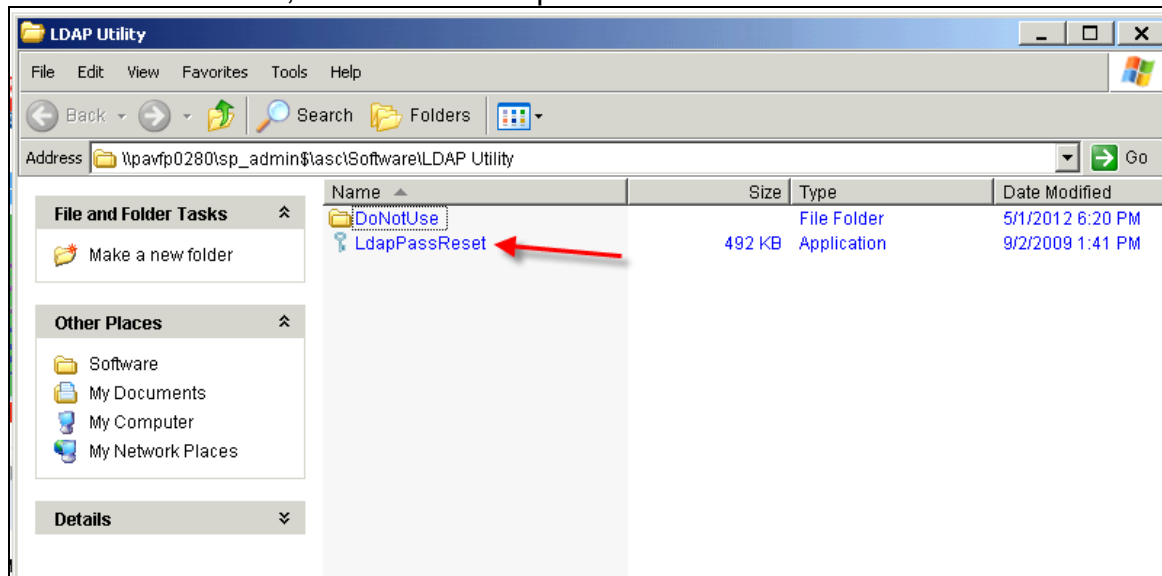 LDAP Utility
File Edit View Favorites Tools Help
Back Search Folders
Address \\pavfp0280\sp_admin$\asc\Software\LDAP Utility Go
Name Size Type Date Modified
DoNotUse File Folder 5/1/2012 6:20 PM
LdapPassReset 492 KB Application 9/2/2009 1:41 PM
File and Folder Tasks
Make a new folder
Other Places
Software
My Documents
My Computer
My Network Places
Details